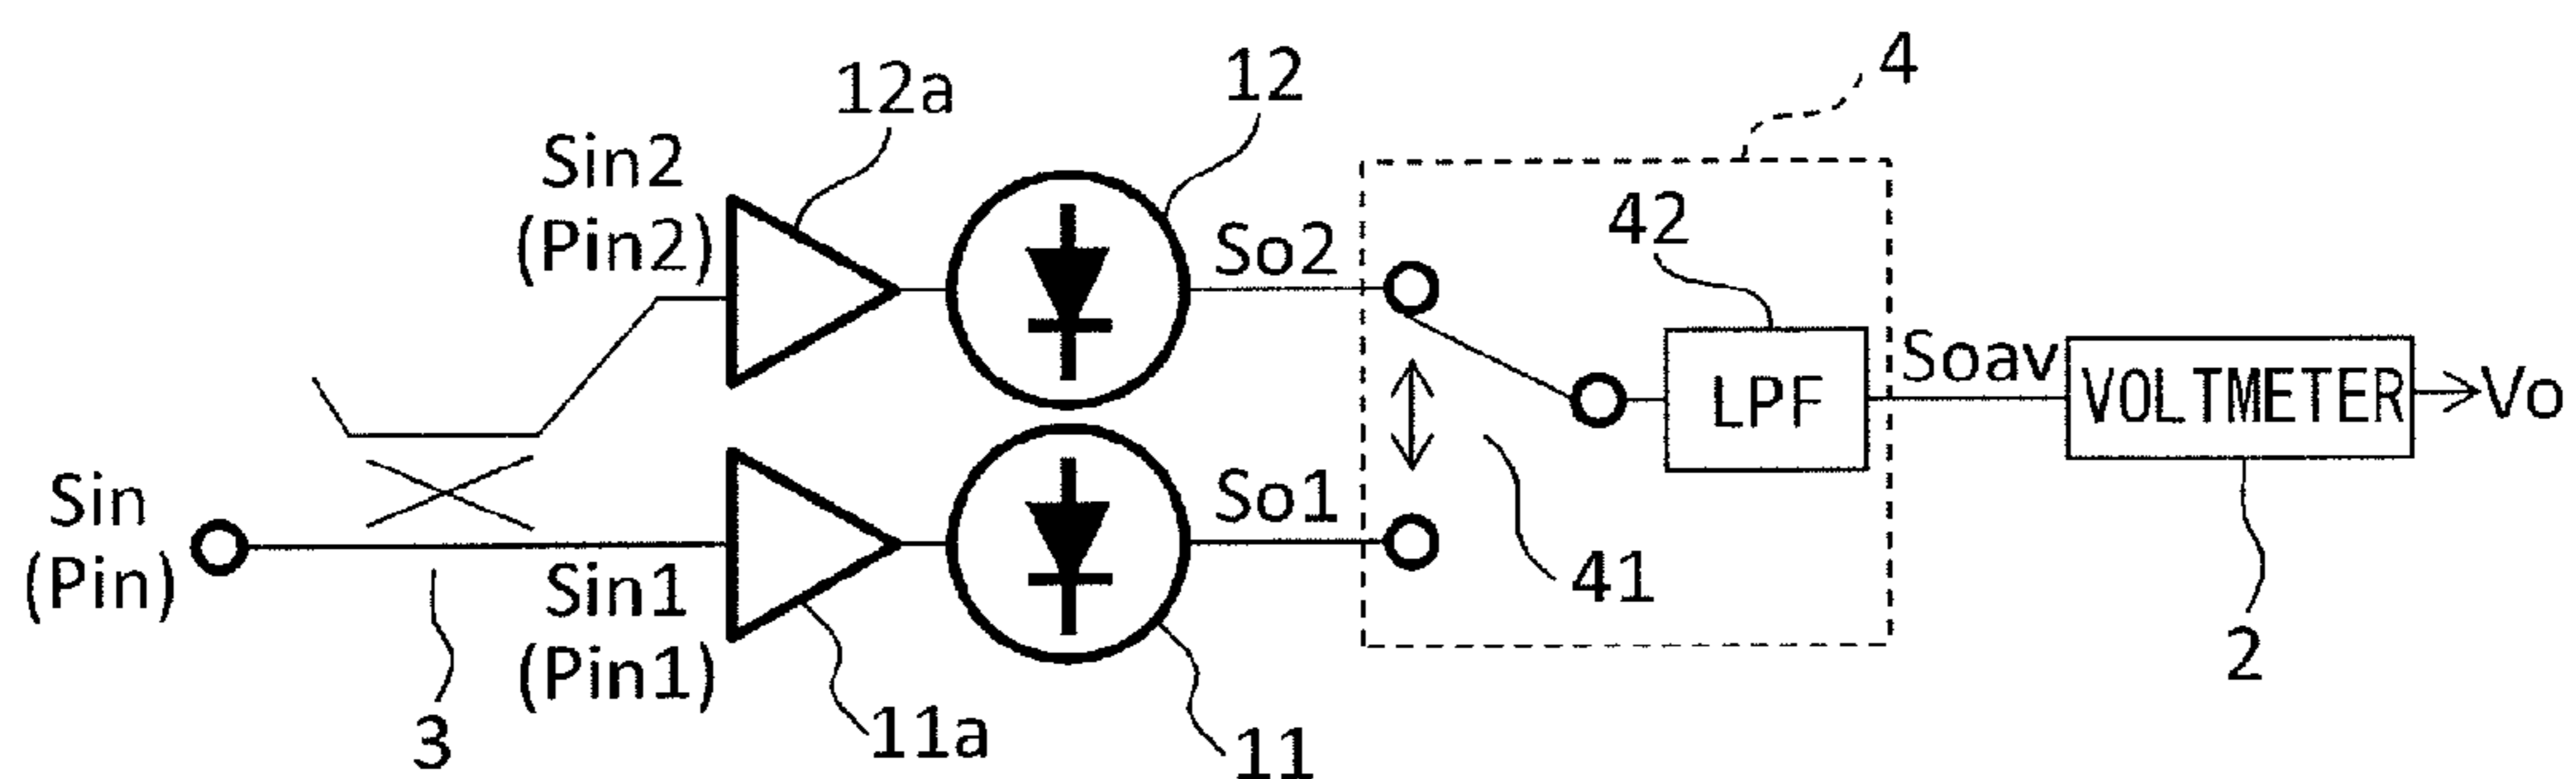 4
12
12a
Sin2
(Pin2)
So2
42
LPF
Soav
VOLTMETER
Vo
Sin
(Pin)
Sin1
(Pin1)
So1
41
2
3
11a
11